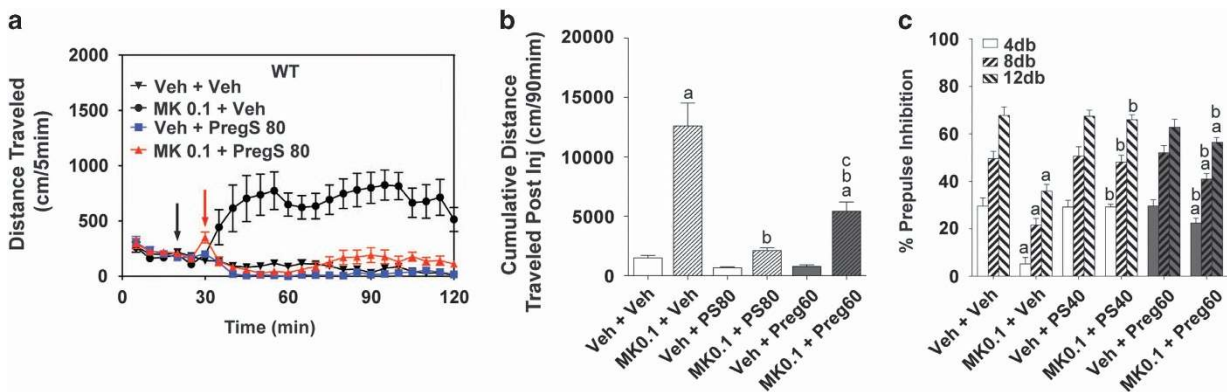 a
WT
Veh + Veh
MK 0.1 + Veh
Veh + PregS 80
MK 0.1 + PregS 80
Distance Traveled
(cm/5mim)
2000
1500
1000
500
0
0
30
60
90
120
Time (min)
b
Cumulative Distance
Traveled Post Inj (cm/90mim)
20000
15000
10000
5000
0
a
b
c
b
a
Veh + Veh
MK0.1 + Veh
Veh + PS80
MK0.1 + PS80
Veh + Preg60
MK0.1 + Preg60
c
% Prepulse Inhibition
100
80
60
40
20
0
4db
8db
12db
a
a
a
b
b
b
b
a
b
a
b
a
Veh + Veh
MK0.1 + Veh
Veh + PS40
MK0.1 + PS40
Veh + Preg60
MK0.1 + Preg60